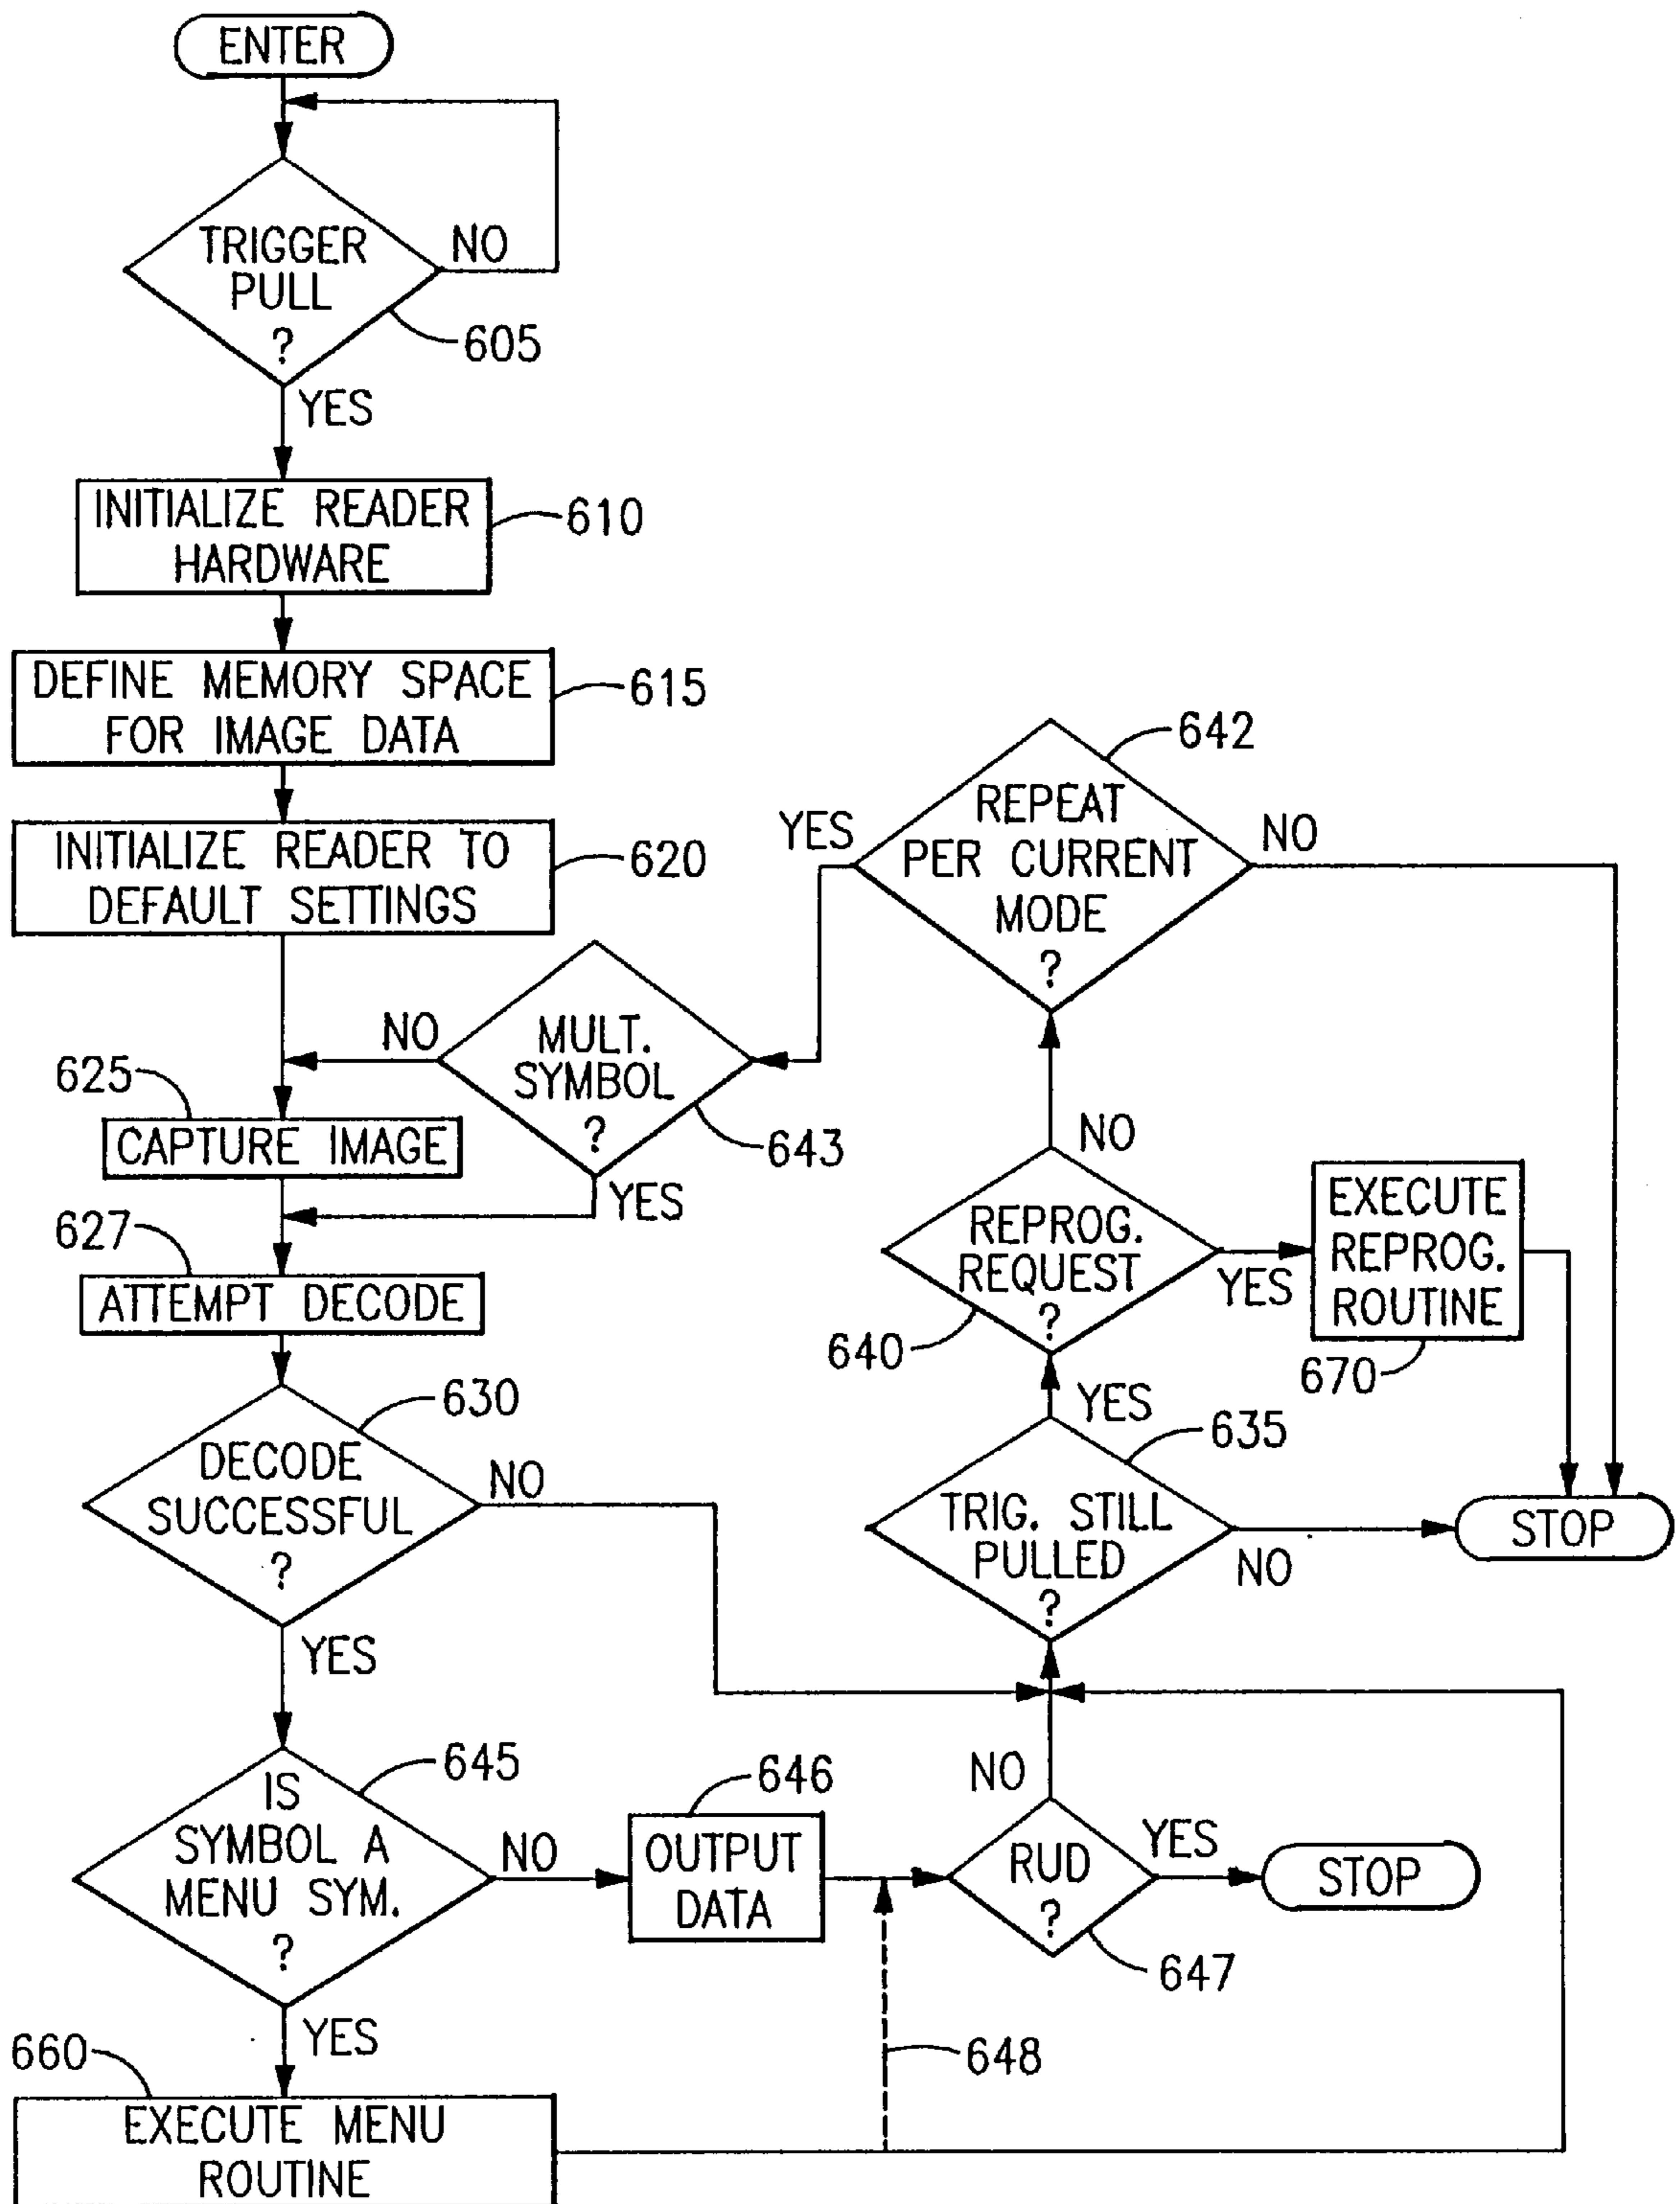 ENTER
TRIGGER
PULL
?
NO
605
YES
INITIALIZE READER
HARDWARE
610
DEFINE MEMORY SPACE
FOR IMAGE DATA
615
INITIALIZE READER TO
DEFAULT SETTINGS
620
642
REPEAT
PER CURRENT
MODE
?
YES
NO
MULT.
SYMBOL
?
NO
643
YES
625
CAPTURE IMAGE
627
ATTEMPT DECODE
NO
REPROG.
REQUEST
?
640
YES
EXECUTE
REPROG.
ROUTINE
670
630
DECODE
SUCCESSFUL
?
NO
YES
YES
635
TRIG. STILL
PULLED
?
NO
STOP
645
IS
SYMBOL A
MENU SYM.
?
NO
646
OUTPUT
DATA
NO
RUD
?
YES
STOP
647
YES
648
660
EXECUTE MENU
ROUTINE